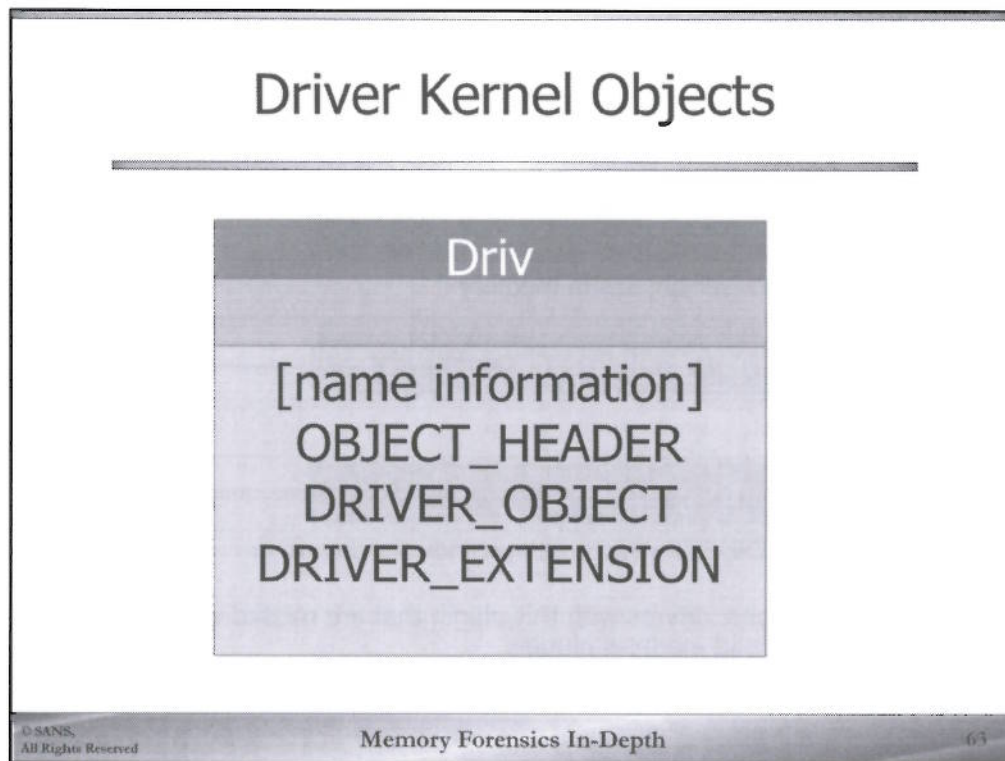 Driver Kernel Objects
Driv
[name information]
OBJECT_HEADER
DRIVER_OBJECT
DRIVER_EXTENSION
© SANS,
All Rights Reserved
Memory Forensics In-Depth
63